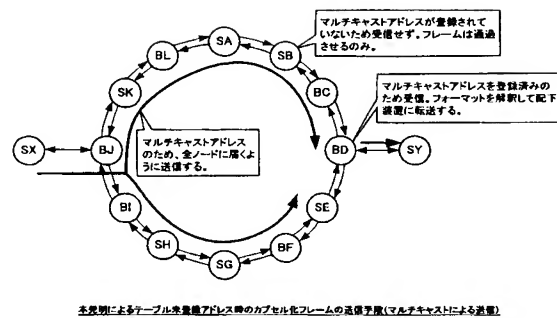 マルチキャストアドレスが登録されて
いないため受信せず。フレームは通過
させるのみ。
SA
BL
SB
SK
BC
マルチキャストアドレスを登録済みの
ため受信。フォーマットを解釈して配下
装置に転送する。
マルチキャストアドレス
のため、全ノードに届くよ
うに送信する。
SX
BJ
BD
SY
BI
SE
SH
BF
SG
本発明によるテーブル未登録アドレス時のカプセル化フレームの送信手段(マルチキャストによる送信)